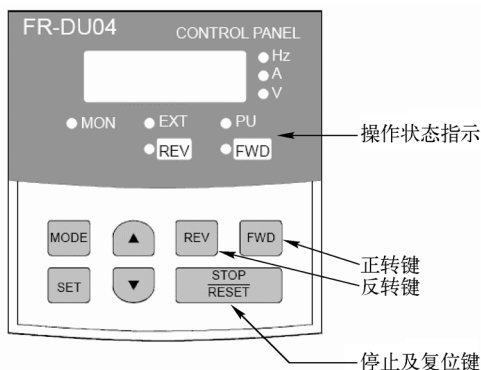 FR-DU04
CONTROL PANEL
Hz
A
V
MON EXT PU
REV FWD
操作状态指示
MODE ▲ REV FWD
SET ▼ STOP
RESET
正转键
反转键
停止及复位键